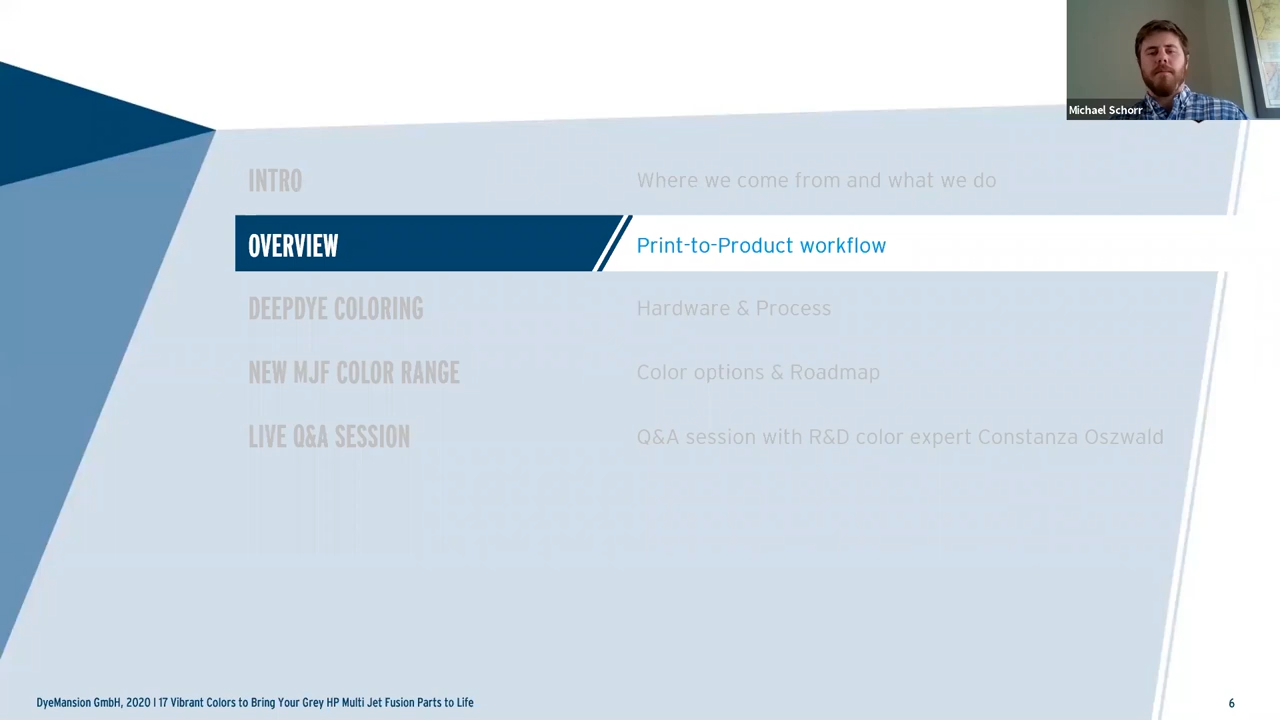 Michael Schorr
INTRO
Where we come from and what we do
OVERVIEW
Print-to-Product workflow
DEEPDYE COLORING
Hardware & Process
NEW MJF COLOR RANGE
Color options & Roadmap
LIVE Q&A SESSION
Q&A session with R&D color expert Constanza Oszwald
DyeMansion GmbH, 2020 I 17 Vibrant Colors to Bring Your Grey HP Multi Jet Fusion Parts to Life
6